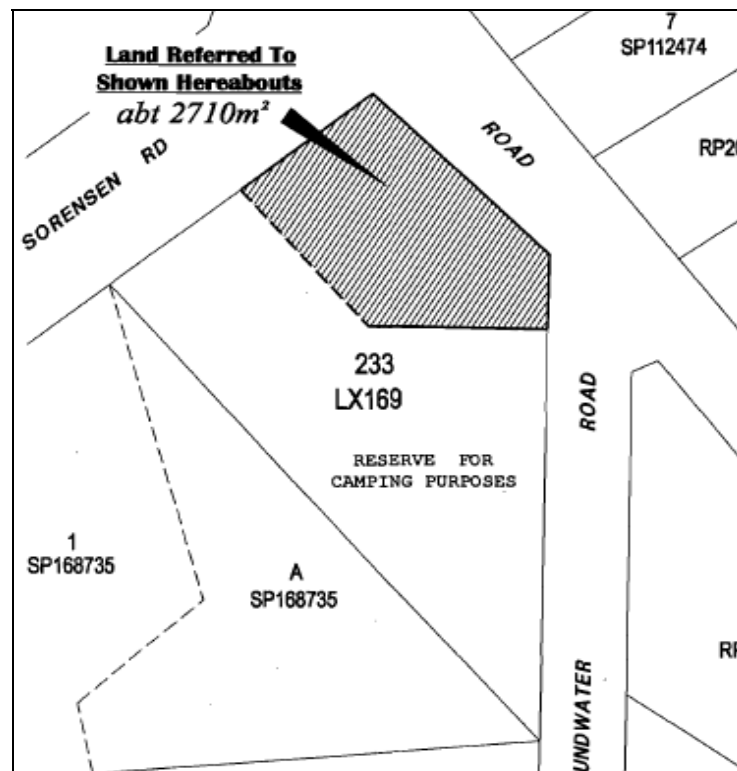 7
SP112474
Land Referred To
Shown Hereabouts
abt 2710m²
ROAD
SORENSEN RD
233
LX169
ROAD
RESERVE FOR
CAMPING PURPOSES
1
SP168735
A
SP168735